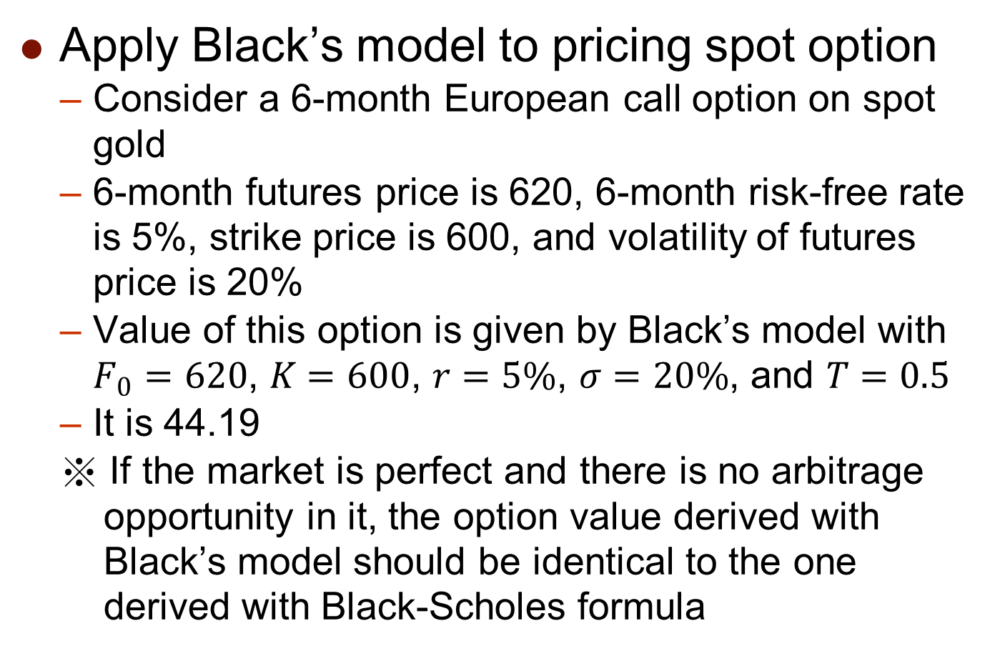 ● Apply Black’s model to pricing spot option
– Consider a 6-month European call option on spot
gold
– 6-month futures price is 620, 6-month risk-free rate
is 5%, strike price is 600, and volatility of futures
price is 20%
– Value of this option is given by Black’s model with
𝐹₀ = 620, 𝐾 = 600, 𝑟 = 5%, 𝜎 = 20%, and 𝑇 = 0.5
– It is 44.19
※ If the market is perfect and there is no arbitrage
opportunity in it, the option value derived with
Black’s model should be identical to the one
derived with Black-Scholes formula